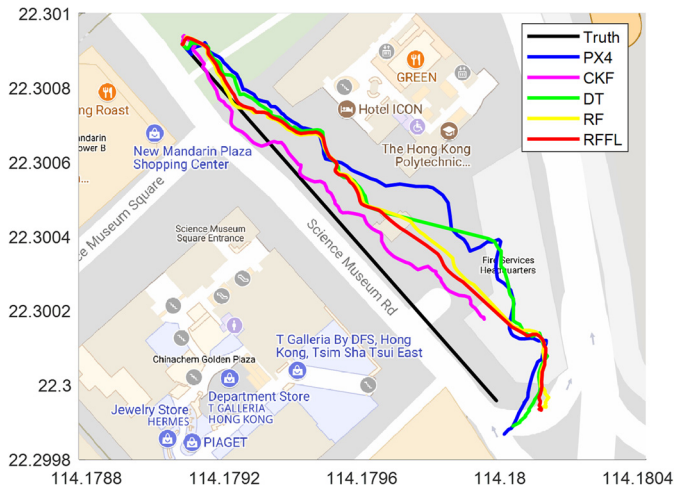 22.301
22.3008
22.3006
22.3004
22.3002
22.3
22.2998
114.1788
114.1792
114.1796
114.18
114.1804
Truth
PX4
CKF
DT
RF
RFFL
GREEN
Hotel ICON
The Hong Kong
Polytechnic...
ng Roast
andarin
ower B
New Mandarin Plaza
Shopping Center
ce Museum Square
Science Museum
Square Entrance
Science Museum Rd
Fire Services
Headquarters
Chinachem Golden Plaza
T Galleria By DFS, Hong
Kong, Tsim Sha Tsui East
Department Store
T GALLERIA
HONG KONG
Jewelry Store
HERMES
PIAGET